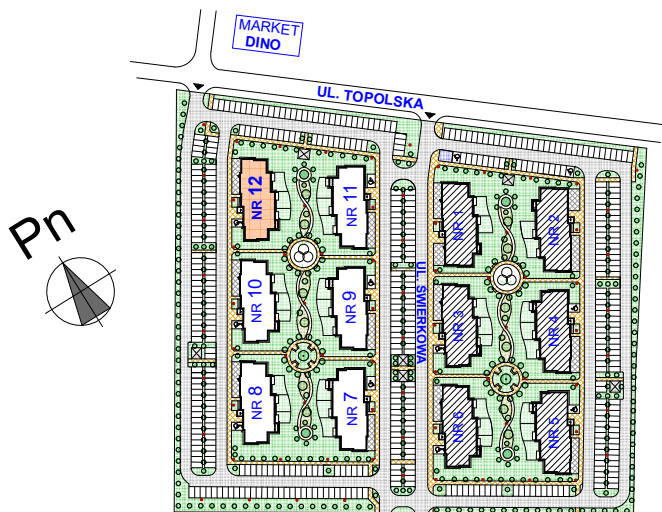 MARKET
DINO
UL. TOPOLSKA
Pn
NR 12
NR 11
NR 1
NR 2
NR 10
NR 9
UL. ŚWIERKOWA
NR 3
NR 4
NR 8
NR 7
NR 6
NR 5